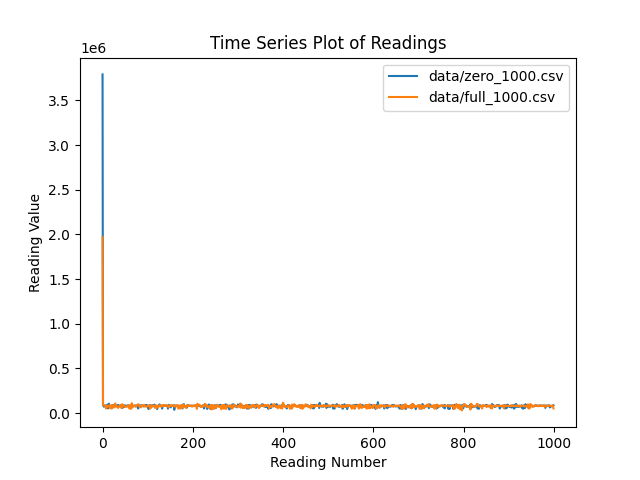 Time Series Plot of Readings
1e6
data/zero_1000.csv
data/full_1000.csv
3.5
3.0
2.5
2.0
1.5
1.0
0.5
0.0
Reading Value
0 200 400 600 800 1000
Reading Number